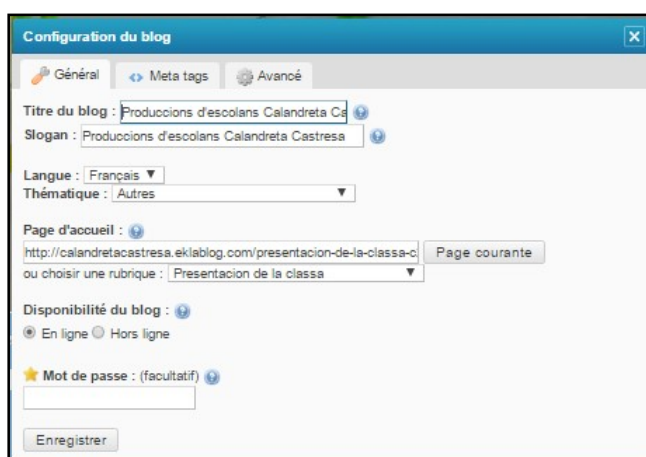 Configuration du blog
Général Meta tags Avancé
Titre du blog : Produccions d'escolans Calandreta Ca
Slogan : Produccions d'escolans Calandreta Castresa
Langue : Français
Thématique : Autres
Page d'accueil :
http://calandretacastresa.eklablog.com/presentacion-de-la-classa-c Page courante
ou choisir une rubrique : Presentacion de la classa
Disponibilité du blog :
En ligne Hors ligne
Mot de passe : (facultatif)
Enregistrer